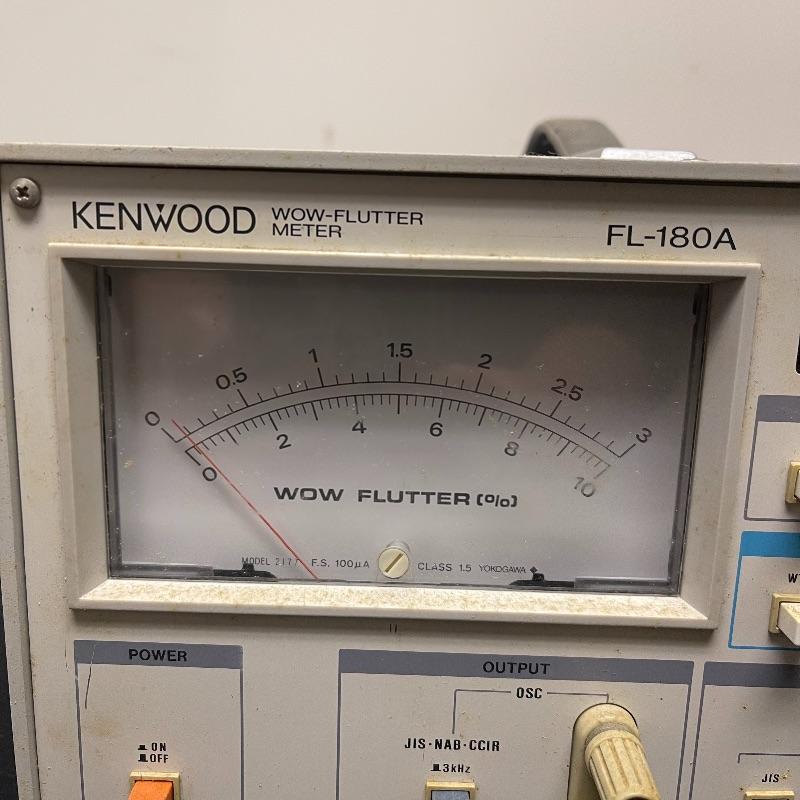 KENWOOD WOW-FLUTTER METER
FL-180A
0 0.5 1 1.5 2 2.5 3
0 2 4 6 8 10
WOW FLUTTER (%)
MODEL 2177 F.S. 100µA CLASS 1.5 YOKOGAWA
POWER
OUTPUT
OSC
ON
OFF
JIS·NAB·CCIR
3kHz
JIS